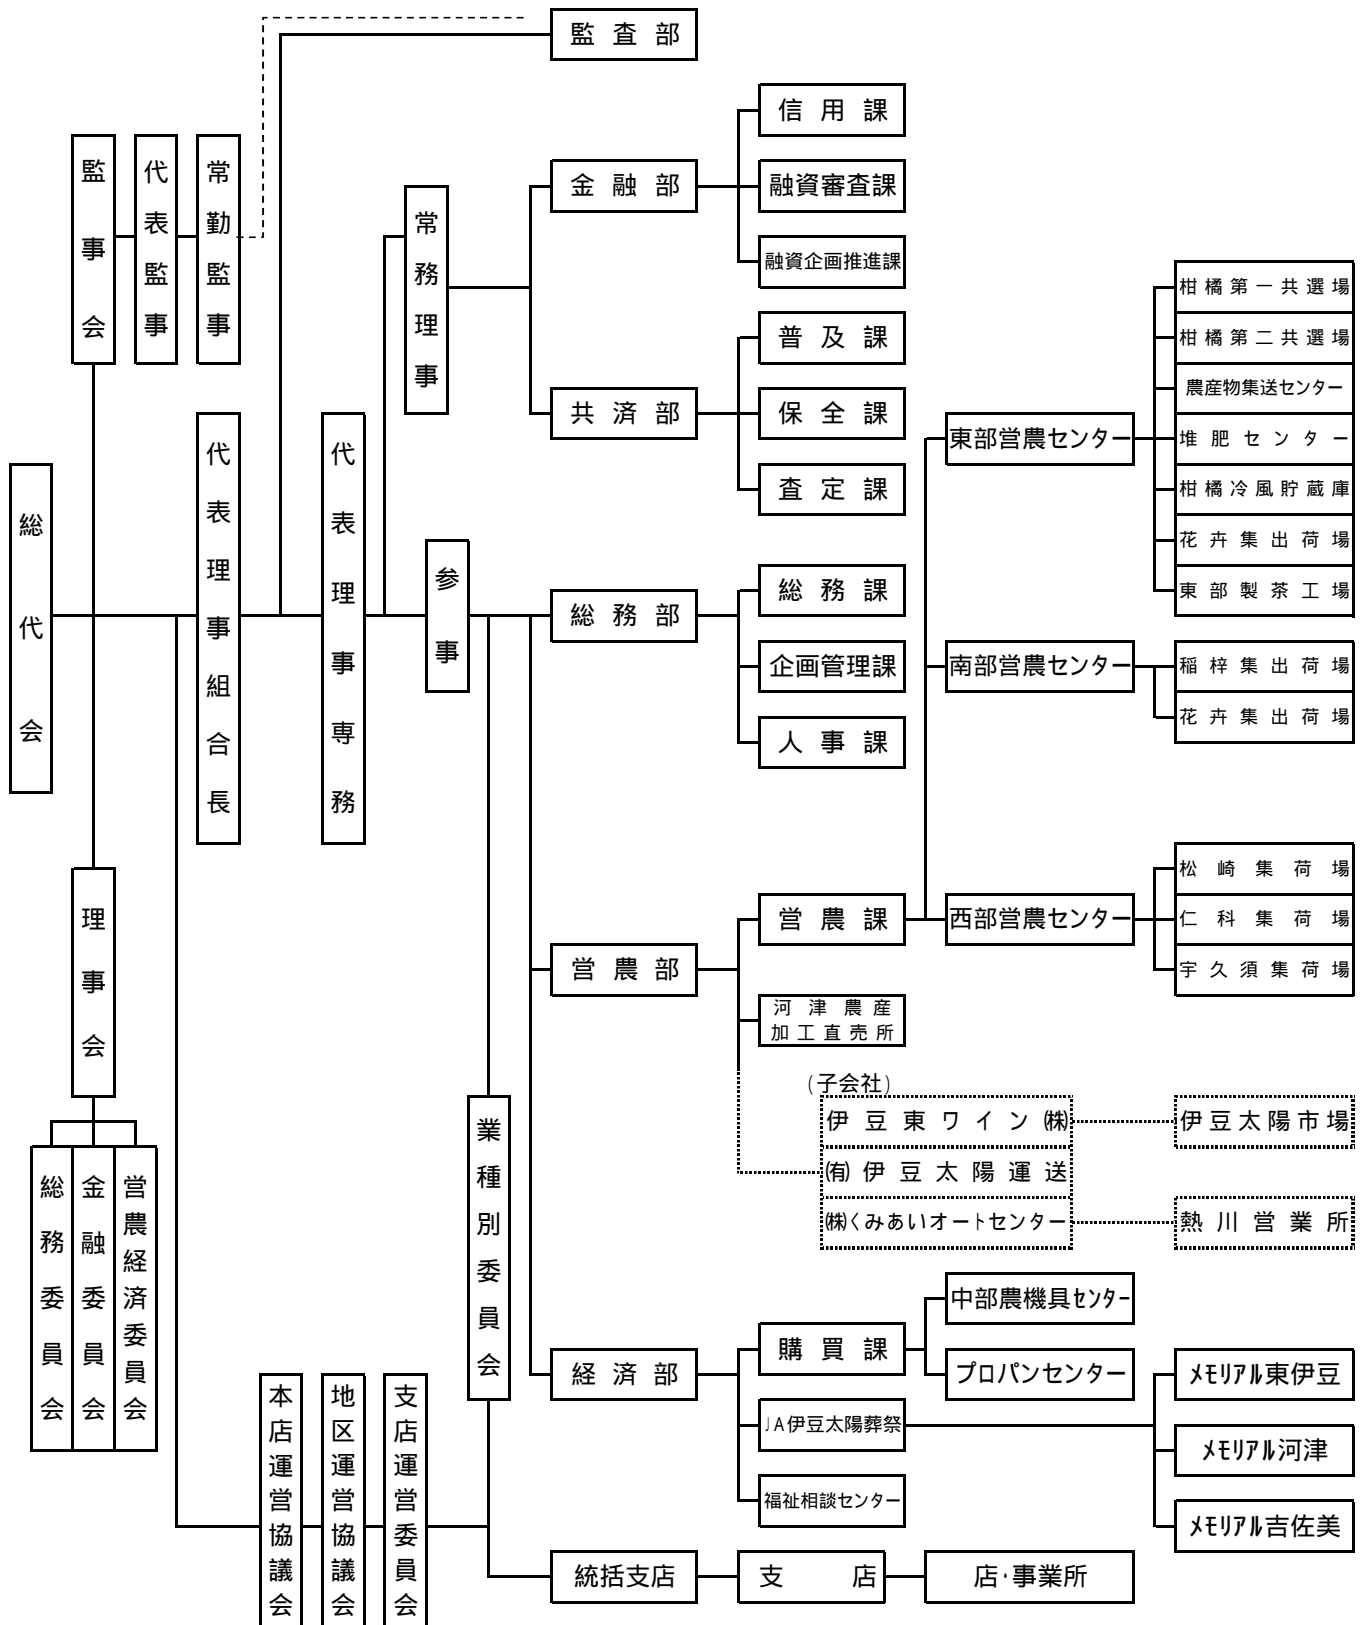 監査部
監事会
代表監事
常勤監事
常務理事
金融部
信用課
融資審査課
融資企画推進課
共済部
普及課
保全課
査定課
総代会
代表理事組合長
代表理事専務
参事
総務部
総務課
企画管理課
人事課
東部営農センター
柑橘第一共選場
柑橘第二共選場
農産物集送センター
堆肥センター
柑橘冷風貯蔵庫
花卉集出荷場
東部製茶工場
南部営農センター
稲梓集出荷場
花卉集出荷場
西部営農センター
松崎集荷場
仁科集荷場
宇久須集荷場
理事会
総務委員会
金融委員会
営農経済委員会
営農部
営農課
河津農産
加工直売所
(子会社)
伊豆東ワイン㈱
伊豆太陽市場
㈲伊豆太陽運送
㈱くみあいオートセンター
熱川営業所
業種別委員会
経済部
購買課
中部農機具ｾﾝﾀｰ
プロパンセンター
JA伊豆太陽葬祭
ﾒﾓﾘｱﾙ東伊豆
ﾒﾓﾘｱﾙ河津
ﾒﾓﾘｱﾙ吉佐美
福祉相談センター
本店運営協議会
地区運営協議会
支店運営委員会
統括支店
支店
店･事業所